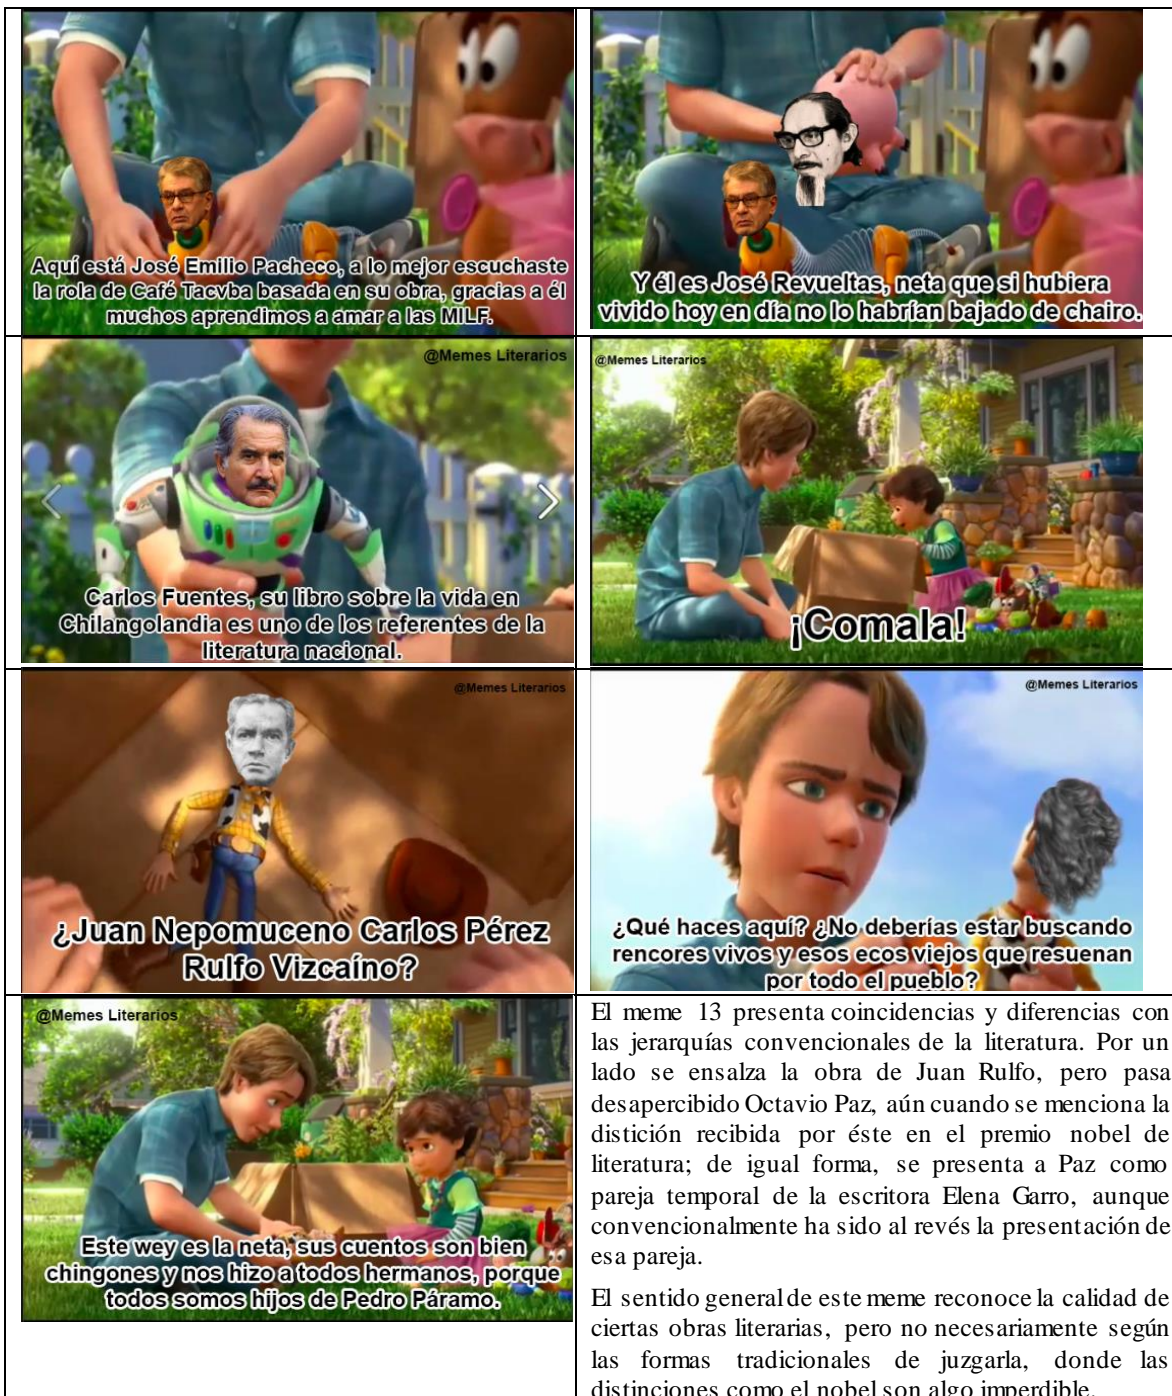 Aquí está José Emilio Pacheco, a lo mejor escuchaste
la rola de Café Tacvba basada en su obra, gracias a él
muchos aprendimos a amar a las MILF.
Y él es José Revueltas, neta que si hubiera
vivido hoy en día no lo habrían bajado de chairo.
@Memes Literarios
Carlos Fuentes, su libro sobre la vida en
Chilangolandia es uno de los referentes de la
literatura nacional.
@Memes Literarios
¡Comala!
@Memes Literarios
¿Juan Nepomuceno Carlos Pérez
Rulfo Vizcaíno?
@Memes Literarios
¿Qué haces aquí? ¿No deberías estar buscando
rencores vivos y esos ecos viejos que resuenan
por todo el pueblo?
@Memes Literarios
Este wey es la neta, sus cuentos son bien
chingones y nos hizo a todos hermanos, porque
todos somos hijos de Pedro Páramo.
El meme 13 presenta coincidencias y diferencias con
las jerarquías convencionales de la literatura. Por un
lado se ensalza la obra de Juan Rulfo, pero pasa
desapercibido Octavio Paz, aún cuando se menciona la
distición recibida por éste en el premio nobel de
literatura; de igual forma, se presenta a Paz como
pareja temporal de la escritora Elena Garro, aunque
convencionalmente ha sido al revés la presentación de
esa pareja.
El sentido general de este meme reconoce la calidad de
ciertas obras literarias, pero no necesariamente según
las formas tradicionales de juzgarla, donde las
distinciones como el nobel son algo imperdible.